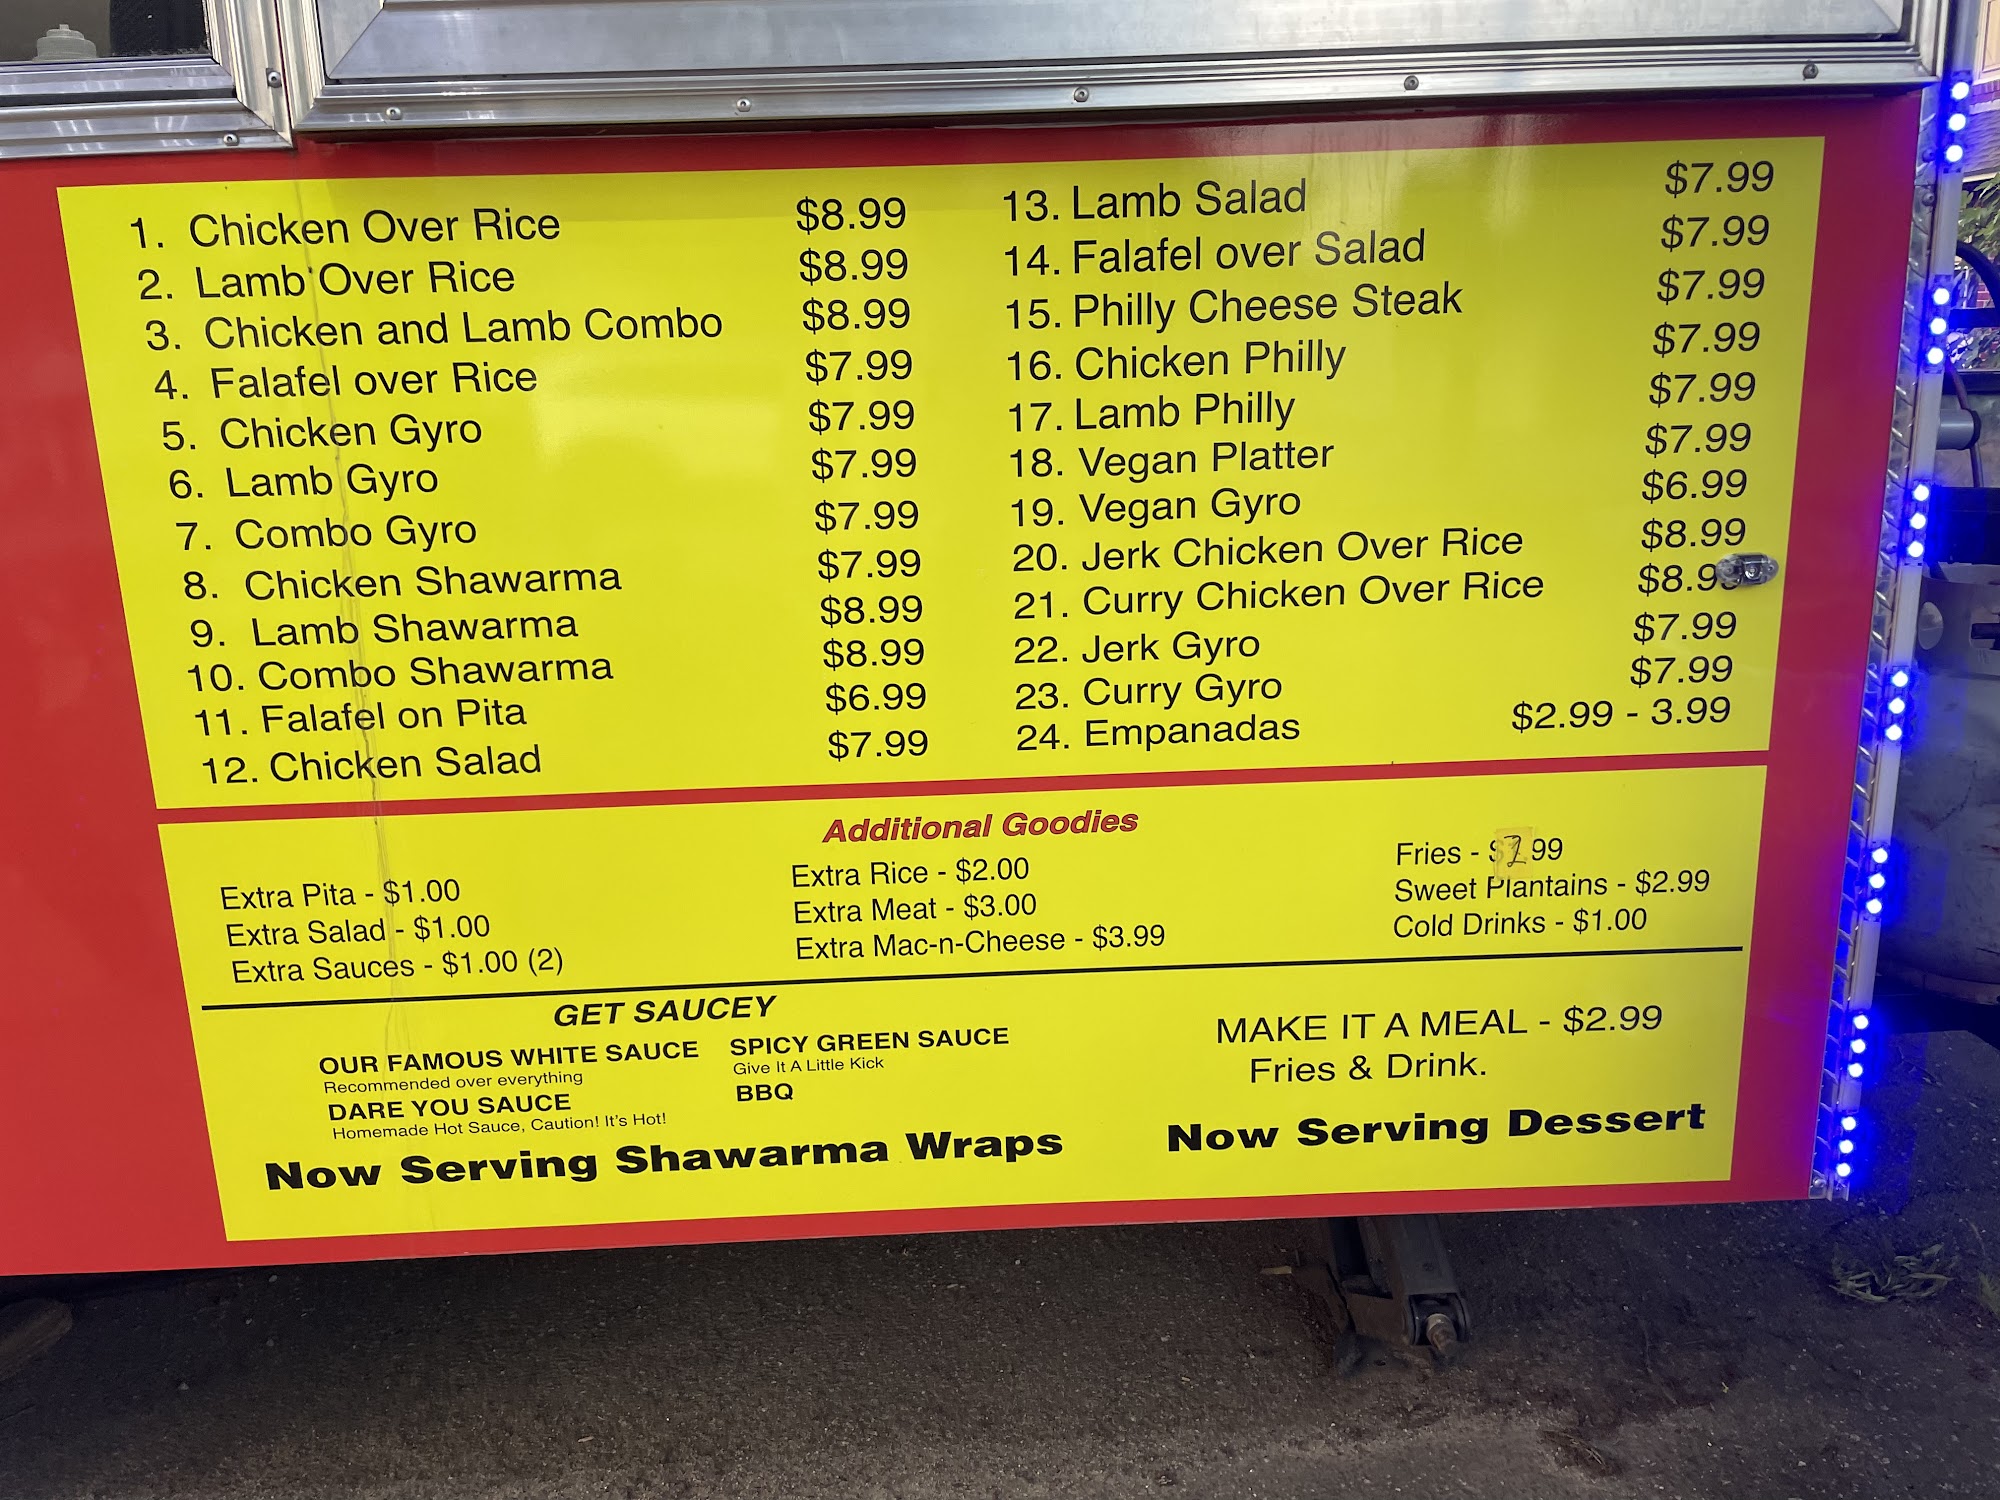 1. Chicken Over Rice $8.99
2. Lamb Over Rice $8.99
3. Chicken and Lamb Combo $8.99
4. Falafel over Rice $7.99
5. Chicken Gyro $7.99
6. Lamb Gyro $7.99
7. Combo Gyro $7.99
8. Chicken Shawarma $7.99
9. Lamb Shawarma $8.99
10. Combo Shawarma $8.99
11. Falafel on Pita $6.99
12. Chicken Salad $7.99
13. Lamb Salad $7.99
14. Falafel over Salad $7.99
15. Philly Cheese Steak $7.99
16. Chicken Philly $7.99
17. Lamb Philly $7.99
18. Vegan Platter $7.99
19. Vegan Gyro $6.99
20. Jerk Chicken Over Rice $8.99
21. Curry Chicken Over Rice $8.99
22. Jerk Gyro $7.99
23. Curry Gyro $7.99
24. Empanadas $2.99 - 3.99
Additional Goodies
Extra Pita - $1.00
Extra Salad - $1.00
Extra Sauces - $1.00 (2)
Extra Rice - $2.00
Extra Meat - $3.00
Extra Mac-n-Cheese - $3.99
Fries -
Sweet Plantains - $2.99
Cold Drinks - $1.00
GET SAUCEY
OUR FAMOUS WHITE SAUCE
Recommended over everything
DARE YOU SAUCE
Homemade Hot Sauce, Caution! It's Hot!
SPICY GREEN SAUCE
Give It A Little Kick
BBQ
Now Serving Shawarma Wraps
MAKE IT A MEAL - $2.99
Fries & Drink.
Now Serving Dessert